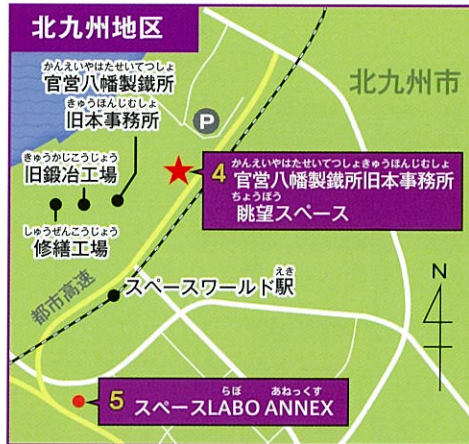 北九州地区
北九州市
かんえいやはたせいてつしょ
官営八幡製鐵所
きゅうほんじむしょ
旧本事務所
P
きゅうかじこうじょう
旧鍛冶工場
しゅうぜんこうじょう
修繕工場
かんえいやはたせいてつしょきゅうほんじむしょ
4 官営八幡製鐵所旧本事務所
ちょうぼう
眺望スペース
えき
スペースワールド駅
都市高速
N
らぼ あねっくす
5 スペースLABO ANNEX